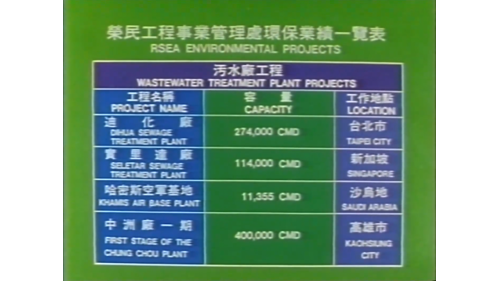 榮民工程事業管理處環保業績一覽表
RSEA ENVIRONMENTAL PROJECTS
污水廠工程
WASTEWATER TREATMENT PLANT PROJECTS
工程名稱 容量 工作地點
PROJECT NAME CAPACITY LOCATION
迪化廠 台北市
DIHUA SEWAGE TREATMENT PLANT 274,000 CMD TAIPEI CITY
實里達廠 新加坡
SELETAR SEWAGE TREATMENT PLANT 114,000 CMD SINGAPORE
哈密斯空軍基地 沙烏地
KHAMIS AIR BASE PLANT 11,355 CMD SAUDI ARABIA
中洲廠一期 高雄市
FIRST STAGE OF THE CHUNG CHOU PLANT 400,000 CMD KAOHSIUNG CITY